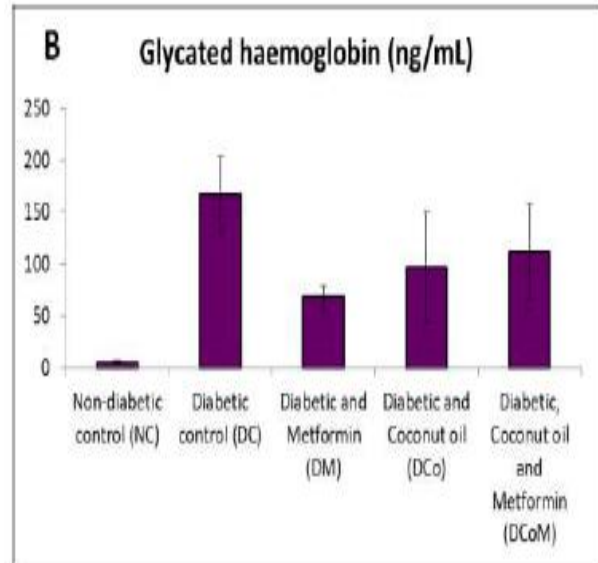 B
Glycated haemoglobin (ng/mL)
250
200
150
100
50
0
Non-diabetic
control (NC)
Diabetic
control (DC)
Diabetic and
Metformin
(DM)
Diabetic and
Coconut oil
(DCo)
Diabetic,
Coconut oil
and
Metformin
(DCoM)